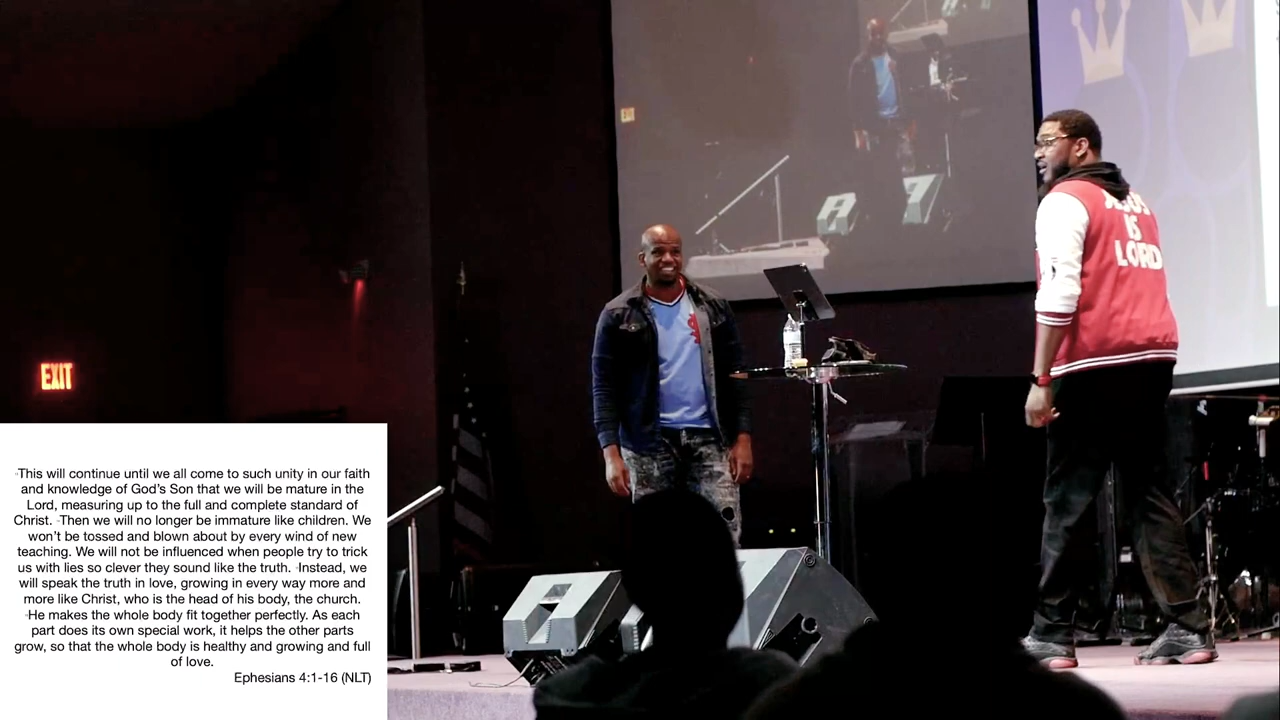 JESUS
IS
LORD
EXIT
This will continue until we all come to such unity in our faith
and knowledge of God's Son that we will be mature in the
Lord, measuring up to the full and complete standard of
Christ. Then we will no longer be immature like children. We
won't be tossed and blown about by every wind of new
teaching. We will not be influenced when people try to trick
us with lies so clever they sound like the truth. Instead, we
will speak the truth in love, growing in every way more and
more like Christ, who is the head of his body, the church.
He makes the whole body fit together perfectly. As each
part does its own special work, it helps the other parts
grow, so that the whole body is healthy and growing and full
of love.
Ephesians 4:1-16 (NLT)